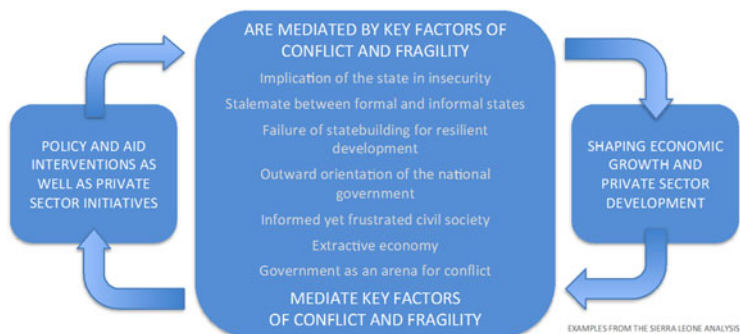 ARE MEDIATED BY KEY FACTORS OF
CONFLICT AND FRAGILITY
Implication of the state in insecurity
Stalemate between formal and informal states
Failure of statebuilding for resilient
development
Outward orientation of the national
government
Informed yet frustrated civil society
Extractive economy
Government as an arena for conflict
MEDIATE KEY FACTORS
OF CONFLICT AND FRAGILITY
POLICY AND AID
INTERVENTIONS AS
WELL AS PRIVATE
SECTOR INITIATIVES
SHAPING ECONOMIC
GROWTH AND
PRIVATE SECTOR
DEVELOPMENT
EXAMPLES FROM THE SIERRA LEONE ANALYSIS